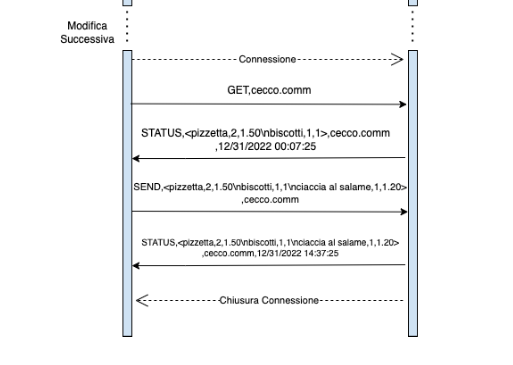 Modifica
Successiva
Connessione
GET,cecco.comm
STATUS,<pizzetta,2,1.50\nbiscotti,1,1>,cecco.comm
,12/31/2022 00:07:25
SEND,<pizzetta,2,1.50\nbiscotti,1,1\nciaccia al salame,1,1.20>
,cecco.comm
STATUS,<pizzetta,2,1.50\nbiscotti,1,1\nciaccia al salame,1,1.20>
,cecco.comm,12/31/2022 14:37:25
Chiusura Connessione